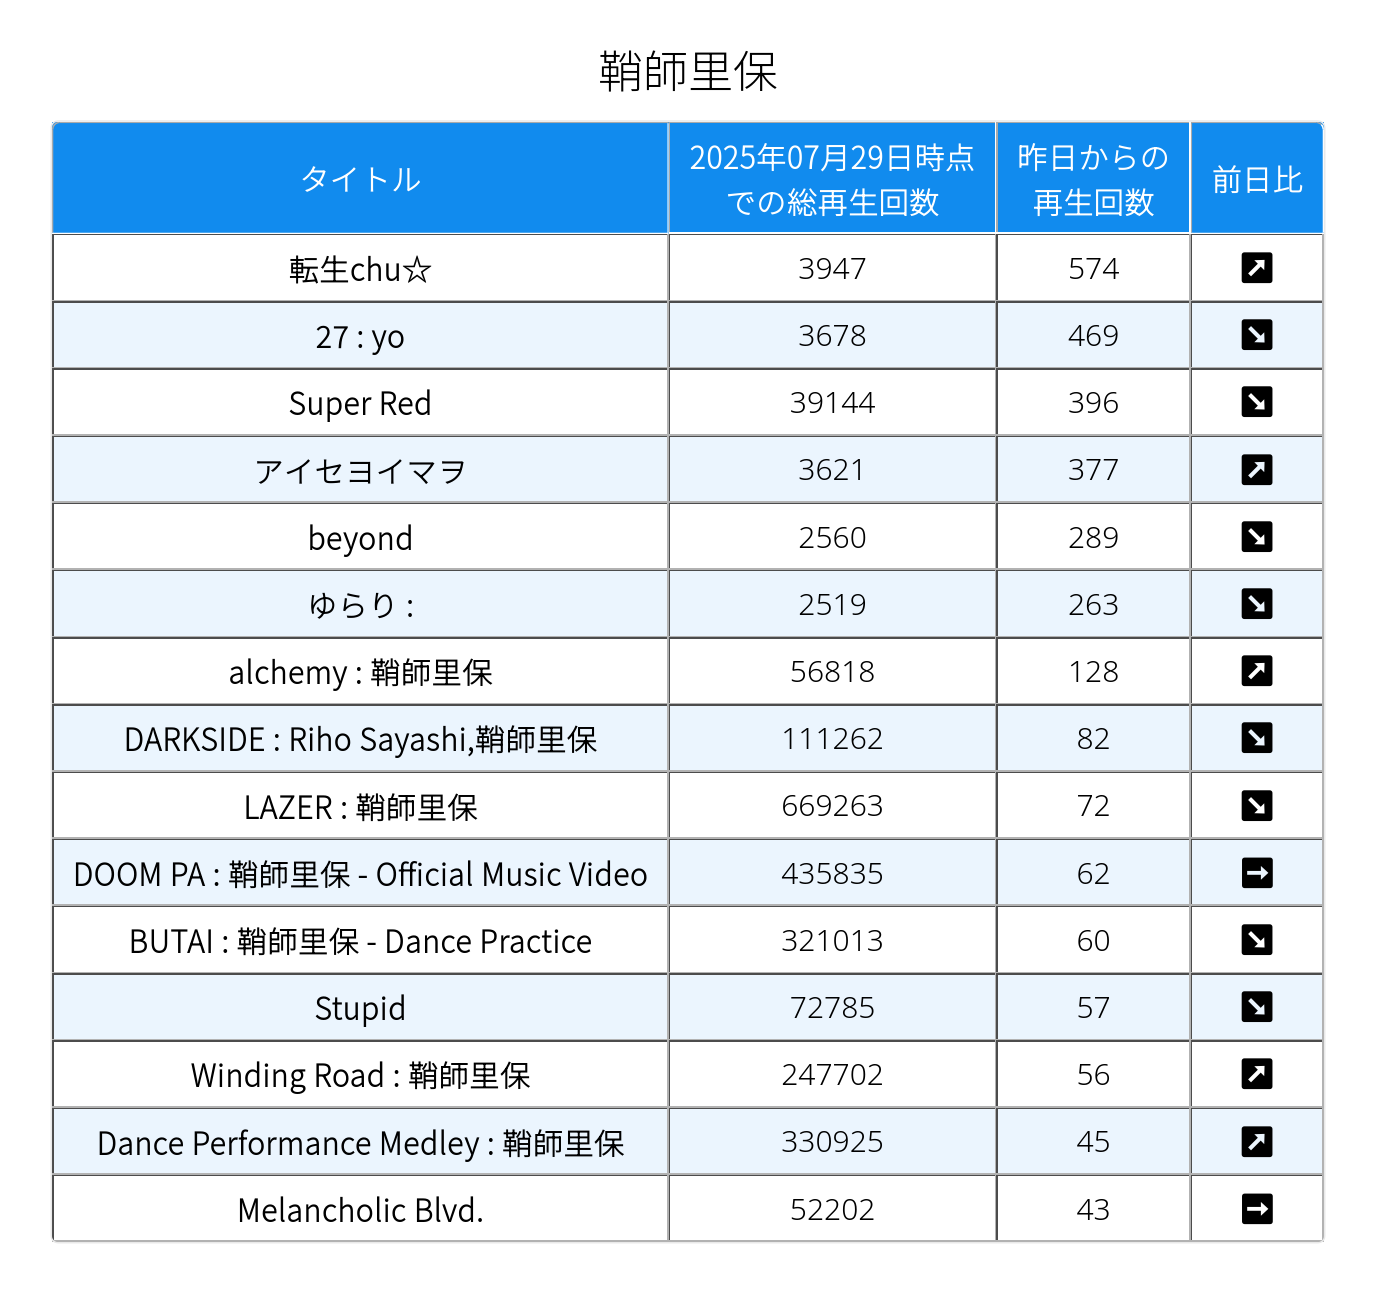 鞘師里保
タイトル 2025年07月29日時点での総再生回数 昨日からの再生回数 前日比
転生chu☆ 3947 574 ↗
27 : yo 3678 469 ↘
Super Red 39144 396 ↘
アイセヨイマヲ 3621 377 ↗
beyond 2560 289 ↘
ゆらり : 2519 263 ↘
alchemy : 鞘師里保 56818 128 ↗
DARKSIDE : Riho Sayashi,鞘師里保 111262 82 ↘
LAZER : 鞘師里保 669263 72 ↘
DOOM PA : 鞘師里保 - Official Music Video 435835 62 →
BUTAI : 鞘師里保 - Dance Practice 321013 60 ↘
Stupid 72785 57 ↘
Winding Road : 鞘師里保 247702 56 ↗
Dance Performance Medley : 鞘師里保 330925 45 ↗
Melancholic Blvd. 52202 43 →